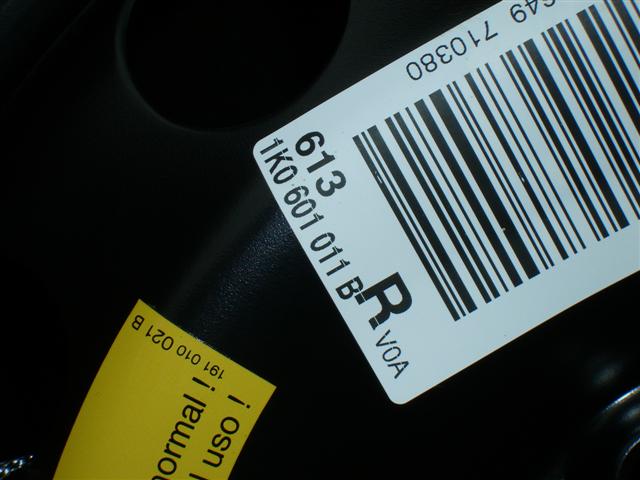 649 710380
613
1K0 601 011 B
R
V0A
191 010 021 B
¡ uso
normal ¡